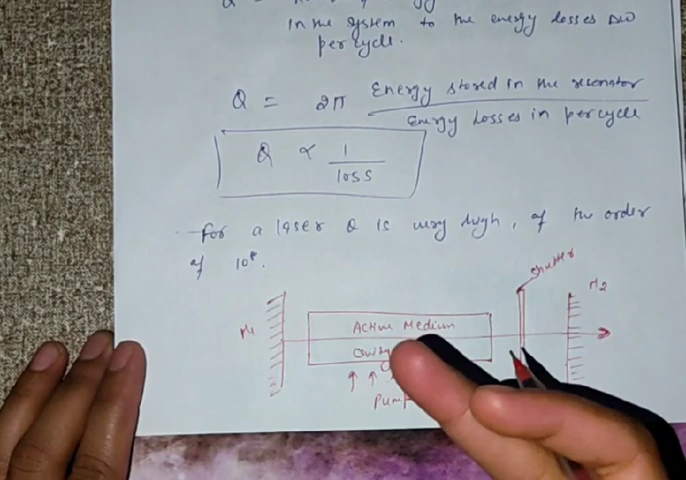 In the system to the energy losses
per cycle.
Q = 2π Energy stored in the resonator
Energy Losses in per cycle
Q ∝ 1
loss
For a laser Q is very high, of the order
of 10⁸.
shutter
M1
M2
Active Medium
Cavity
Pump